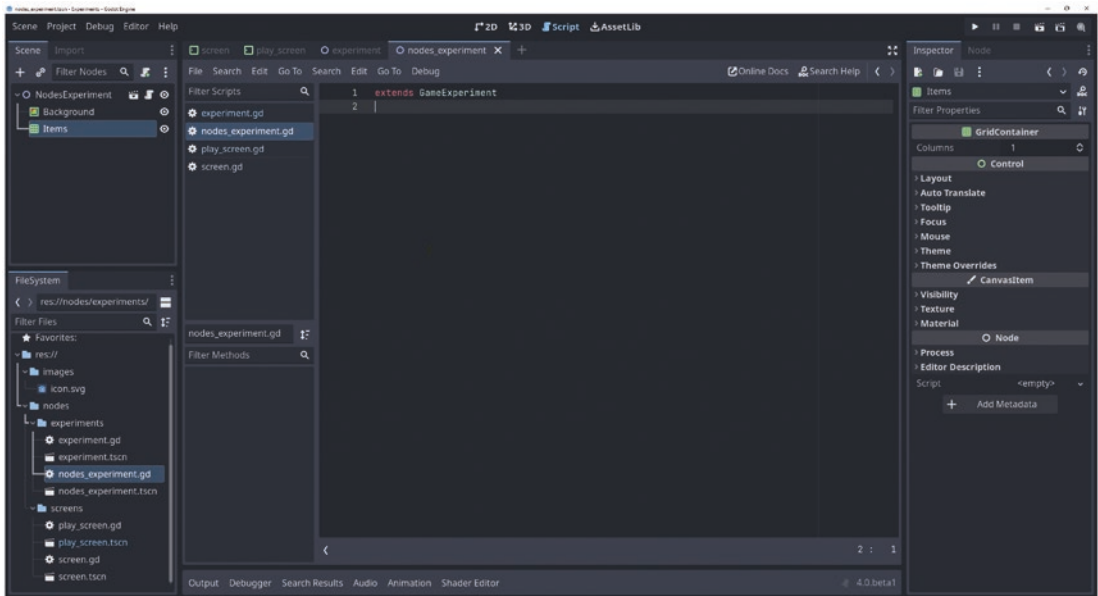 nodes_experiment.tscn - Experiments - Godot Engine
Scene Project Debug Editor Help
2D 3D Script AssetLib
Scene Import
Filter Nodes
NodesExperiment
Background
Items
FileSystem
res://nodes/experiments/
Filter Files
Favorites:
res://
images
icon.svg
nodes
experiments
experiment.gd
experiment.tscn
nodes_experiment.gd
nodes_experiment.tscn
screens
play_screen.gd
play_screen.tscn
screen.gd
screen.tscn
screen play_screen experiment nodes_experiment
File Search Edit Go To Search Edit Go To Debug
Online Docs Search Help
Filter Scripts
experiment.gd
nodes_experiment.gd
play_screen.gd
screen.gd
nodes_experiment.gd
Filter Methods
1 extends GameExperiment
2
2 : 1
Output Debugger Search Results Audio Animation Shader Editor
4.0.beta1
Inspector Node
Items
Filter Properties
GridContainer
Columns 1
Control
Layout
Auto Translate
Tooltip
Focus
Mouse
Theme
Theme Overrides
CanvasItem
Visibility
Texture
Material
Node
Process
Editor Description
Script <empty>
Add Metadata